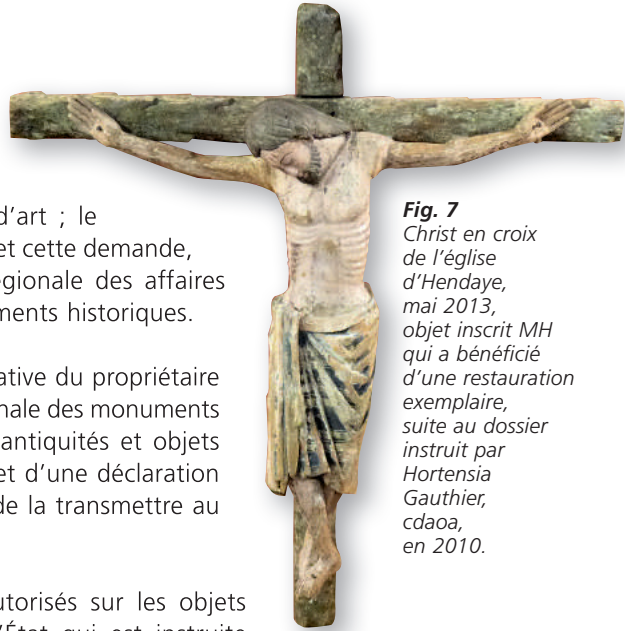 d’art ; le
et cette demande,
égionale des affaires
ments historiques.
ative du propriétaire
nale des monuments
antiquités et objets
et d’une déclaration
de la transmettre au
utorisés sur les objets
Fig. 7
Christ en croix
de l’église
d’Hendaye,
mai 2013,
objet inscrit MH
qui a bénéficié
d’une restauration
exemplaire,
suite au dossier
instruit par
Hortensia
Gauthier,
cdaoa,
en 2010.